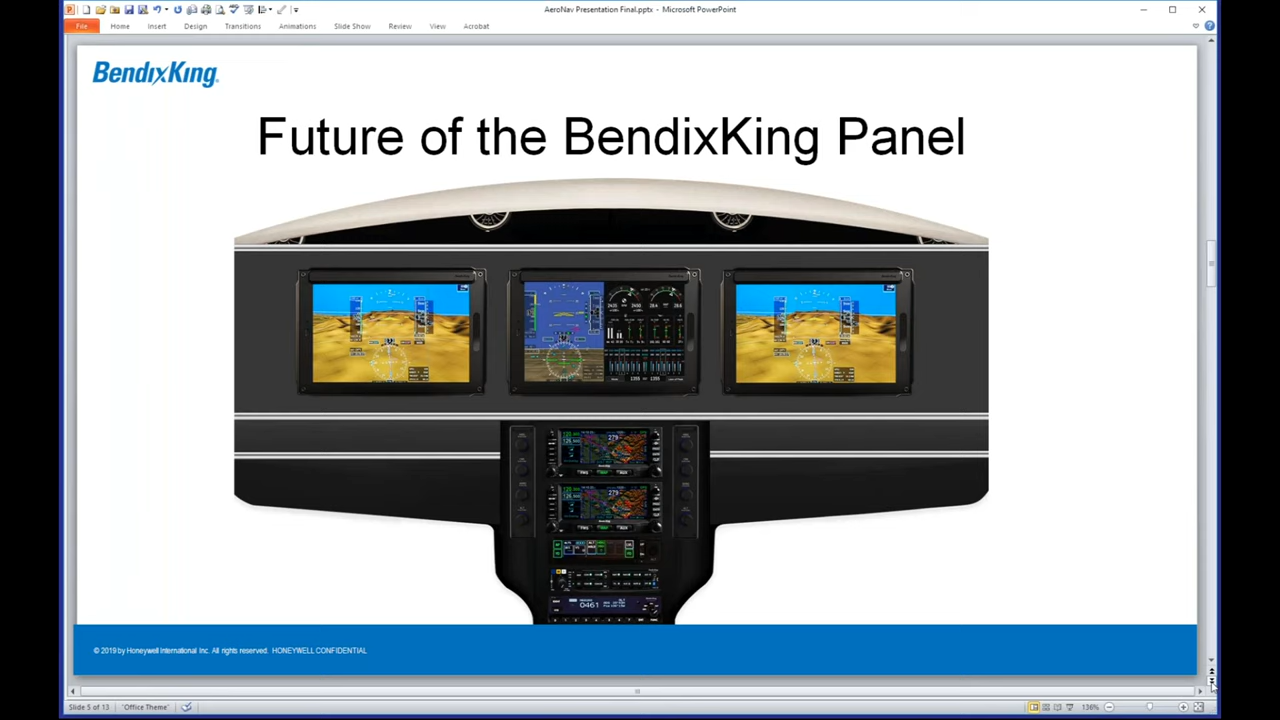 AeroNav Presentation Final.pptx - Microsoft PowerPoint
File Home Insert Design Transitions Animations Slide Show Review View Acrobat
BendixKing
Future of the BendixKing Panel
279
279
0461
© 2019 by Honeywell International Inc. All rights reserved. HONEYWELL CONFIDENTIAL
Slide 5 of 13 "Office Theme" 136%